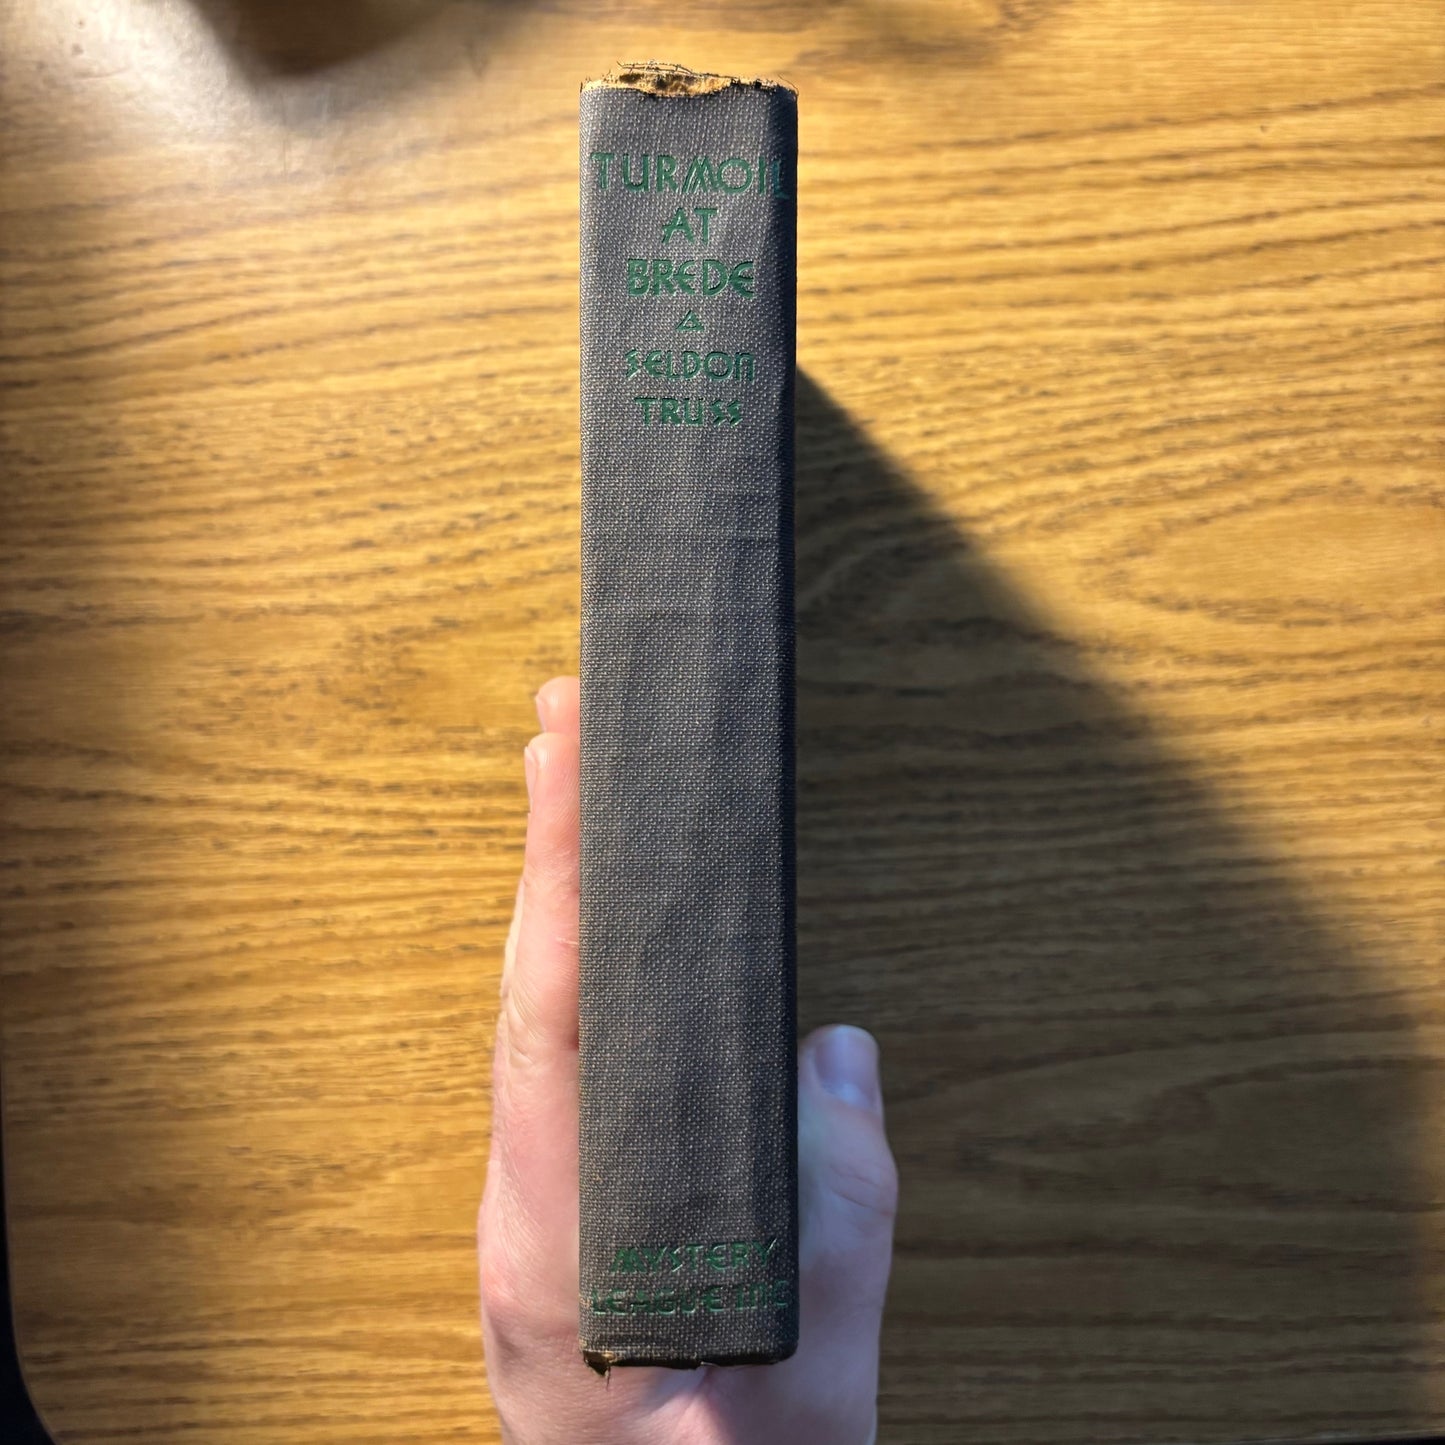 TURMOIL
AT
BREDE
SELDON
TRUSS
MYSTERY
LEAGUE INC